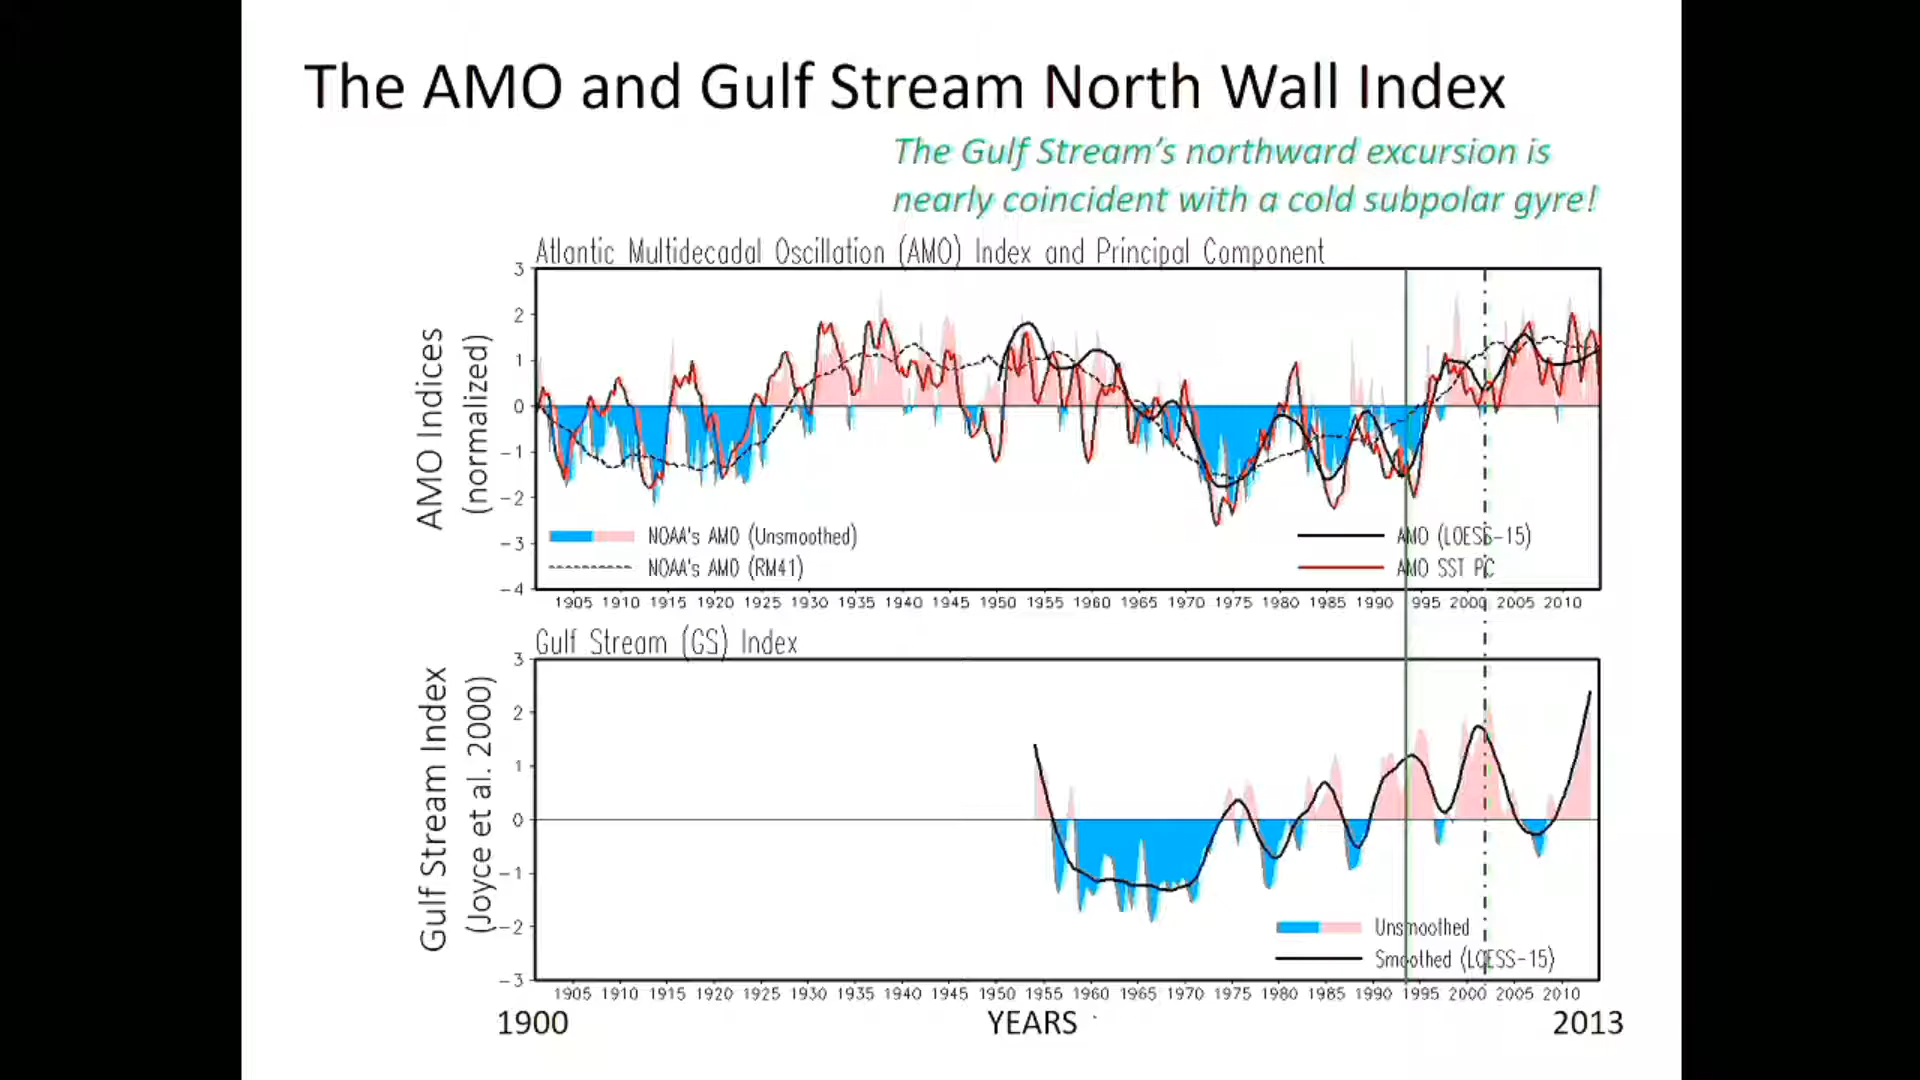 The AMO and Gulf Stream North Wall Index
The Gulf Stream's northward excursion is
nearly coincident with a cold subpolar gyre!
Atlantic Multidecadal Oscillation (AMO) Index and Principal Component
AMO Indices
(normalized)
3
2
1
0
-1
-2
-3
-4
NOAA's AMO (Unsmoothed)
NOAA's AMO (RM41)
AMO (LOESS-15)
AMO SST PC
1905 1910 1915 1920 1925 1930 1935 1940 1945 1950 1955 1960 1965 1970 1975 1980 1985 1990 995 2000 2005 2010
Gulf Stream (GS) Index
Gulf Stream Index
(Joyce et al. 2000)
3
2
1
0
-1
-2
-3
Unsmoothed
Smoothed (LOESS-15)
1905 1910 1915 1920 1925 1930 1935 1940 1945 1950 1955 1960 1965 1970 1975 1980 1985 1990 1995 2000 2005 2010
1900 YEARS 2013